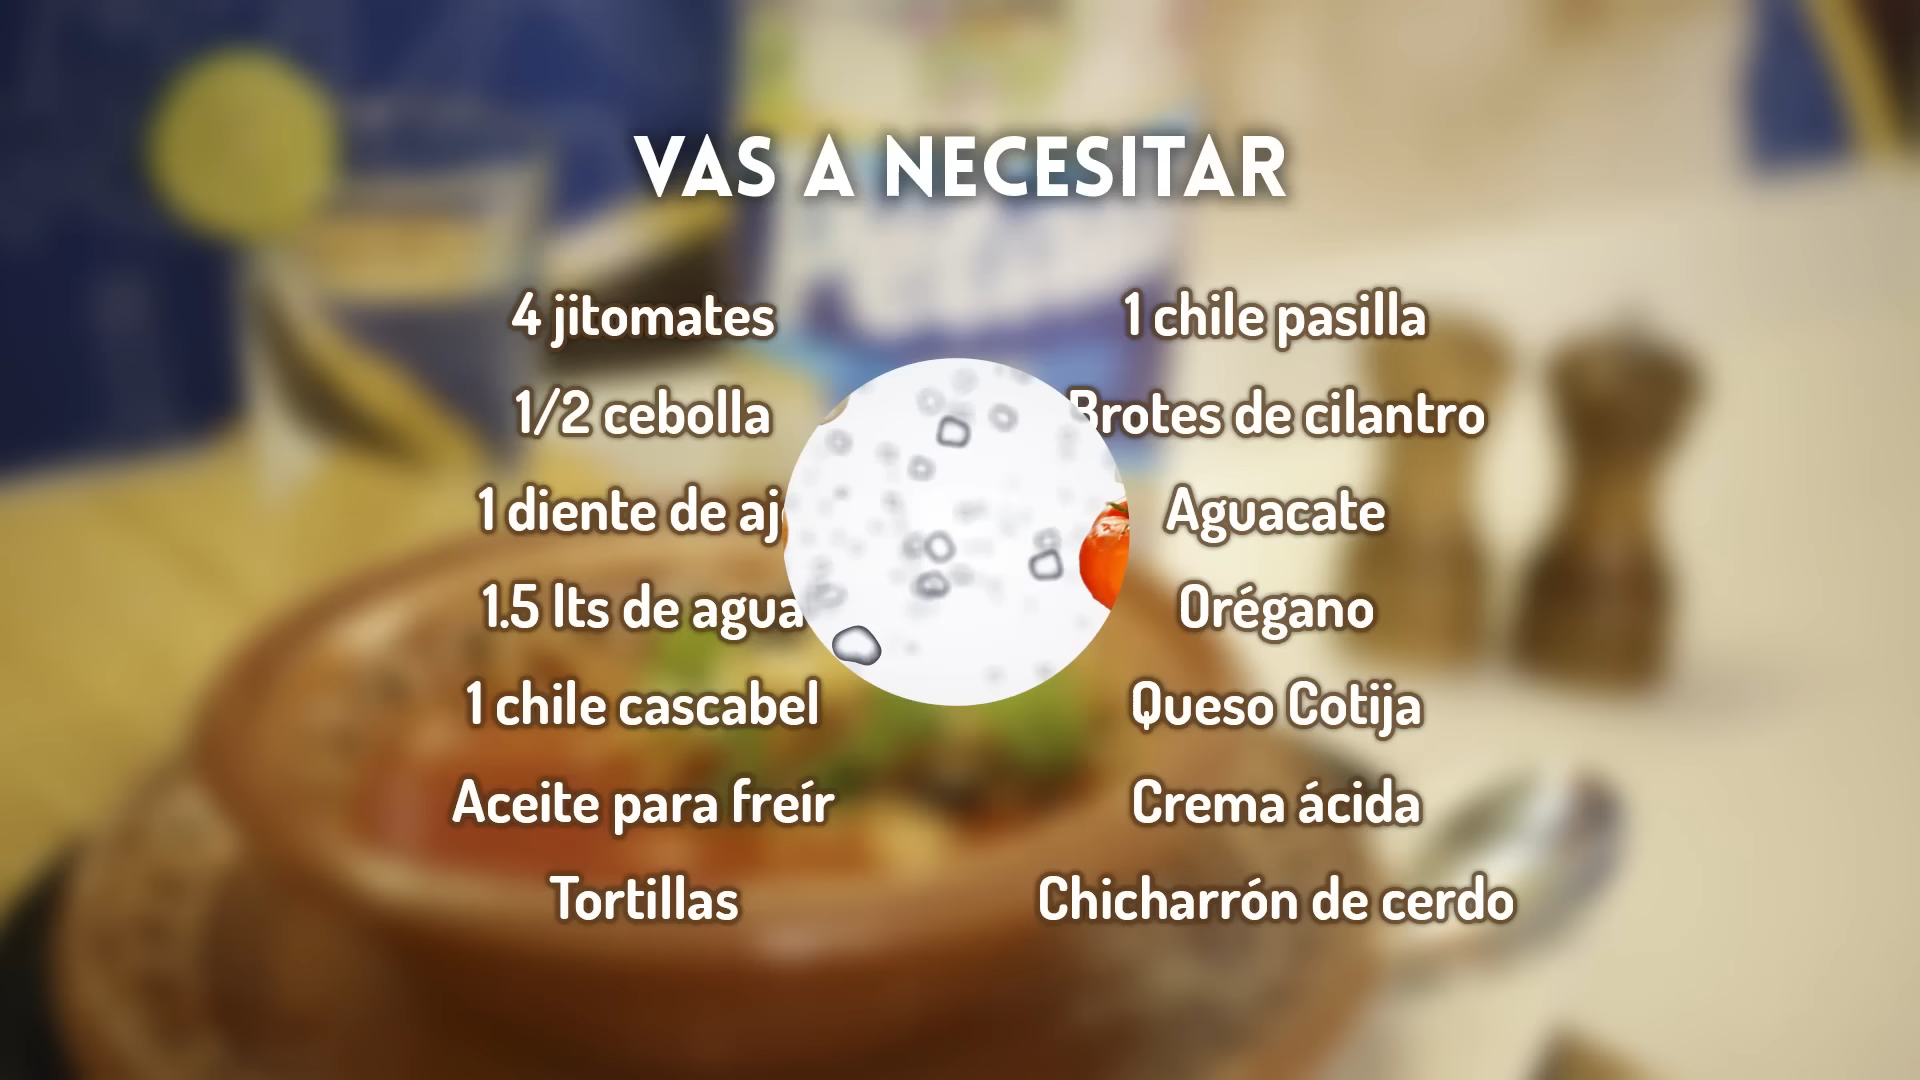 VAS A NECESITAR
4 jitomates
1/2 cebolla
1 diente de aj
1.5 lts de agua
1 chile cascabel
Aceite para freír
Tortillas
1 chile pasilla
Brotes de cilantro
Aguacate
Orégano
Queso Cotija
Crema ácida
Chicharrón de cerdo